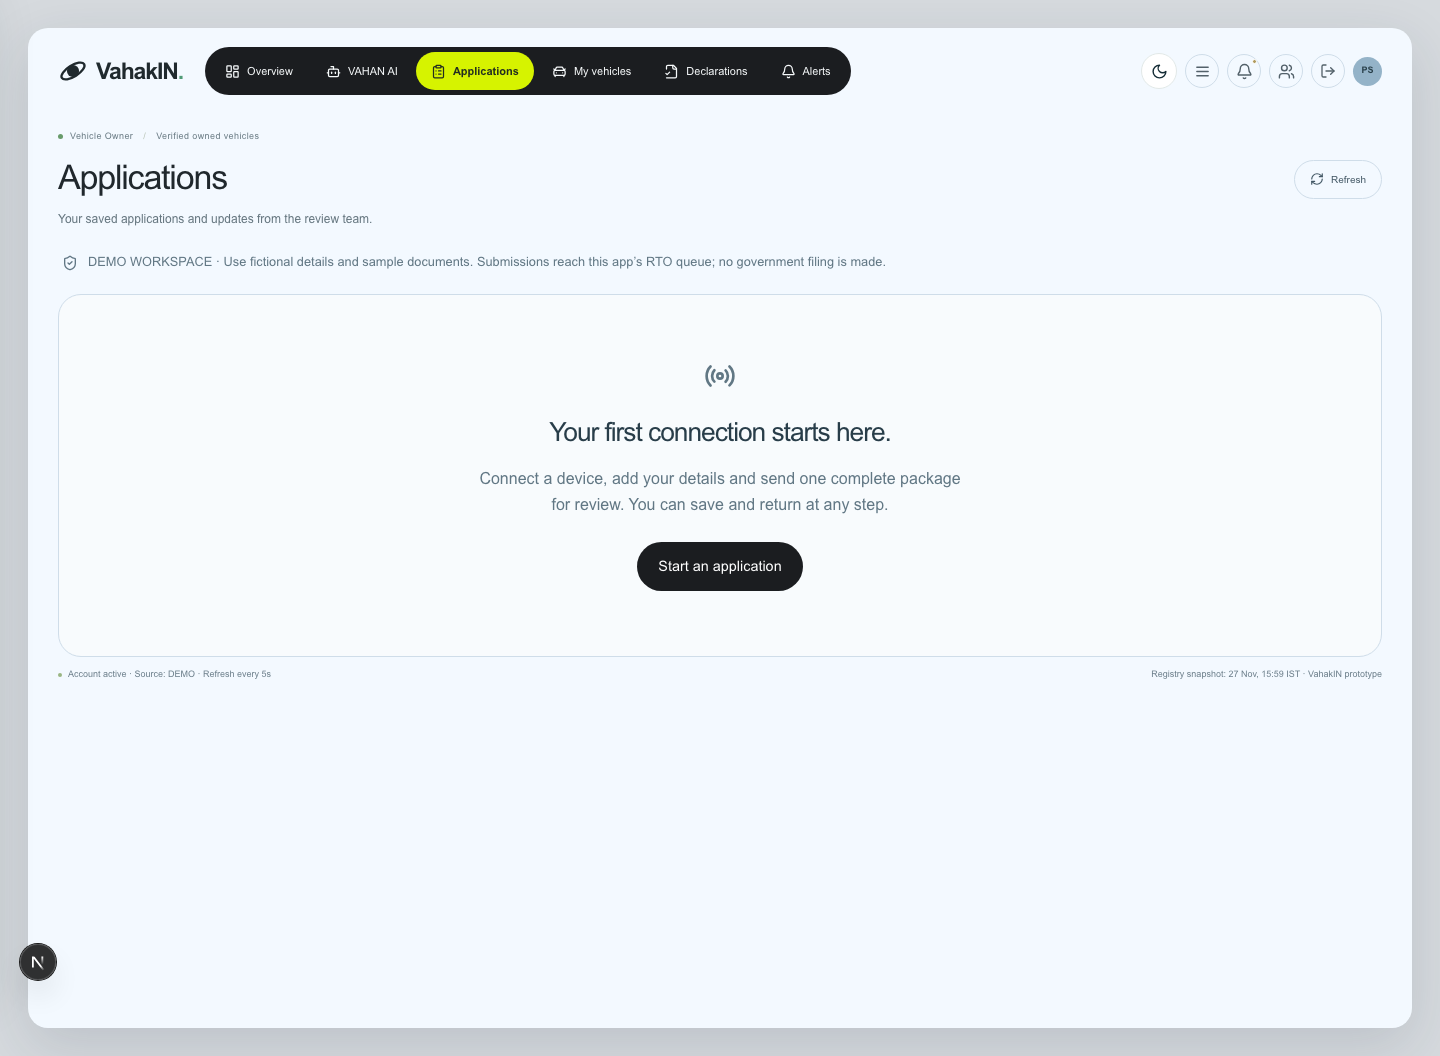 VahakIN.
Overview
VAHAN AI
Applications
My vehicles
Declarations
Alerts
PS
Vehicle Owner / Verified owned vehicles
Applications
Refresh
Your saved applications and updates from the review team.
DEMO WORKSPACE · Use fictional details and sample documents. Submissions reach this app’s RTO queue; no government filing is made.
Your first connection starts here.
Connect a device, add your details and send one complete package
for review. You can save and return at any step.
Start an application
Account active · Source: DEMO · Refresh every 5s
Registry snapshot: 27 Nov, 15:59 IST · VahakIN prototype
N